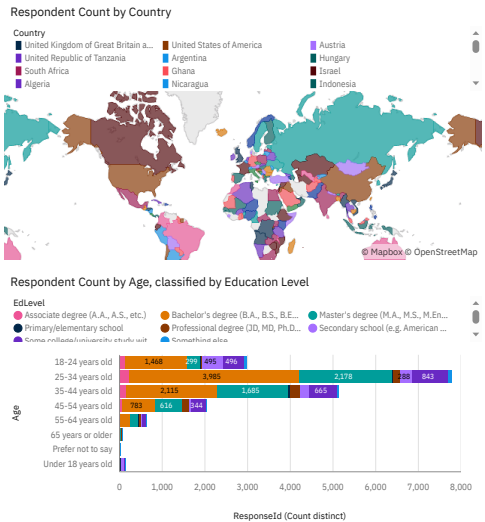 Respondent Count by Country
Country
United Kingdom of Great Britain a... United States of America Austria
United Republic of Tanzania Argentina Hungary
South Africa Ghana Israel
Algeria Nicaragua Indonesia
© Mapbox © OpenStreetMap
Respondent Count by Age, classified by Education Level
EdLevel
Associate degree (A.A., A.S., etc.) Bachelor's degree (B.A., B.S., B.E... Master's degree (M.A., M.S., M.En...
Primary/elementary school Professional degree (JD, MD, Ph.D... Secondary school (e.g. American ...
Some college/university study wit... Something else
18-24 years old 1,468 299 495 496
25-34 years old 3,985 2,178 288 843
35-44 years old 2,115 1,685 665
45-54 years old 783 616 344
55-64 years old
65 years or older
Prefer not to say
Under 18 years old
Age
0 1,000 2,000 3,000 4,000 5,000 6,000 7,000 8,000
ResponseId (Count distinct)